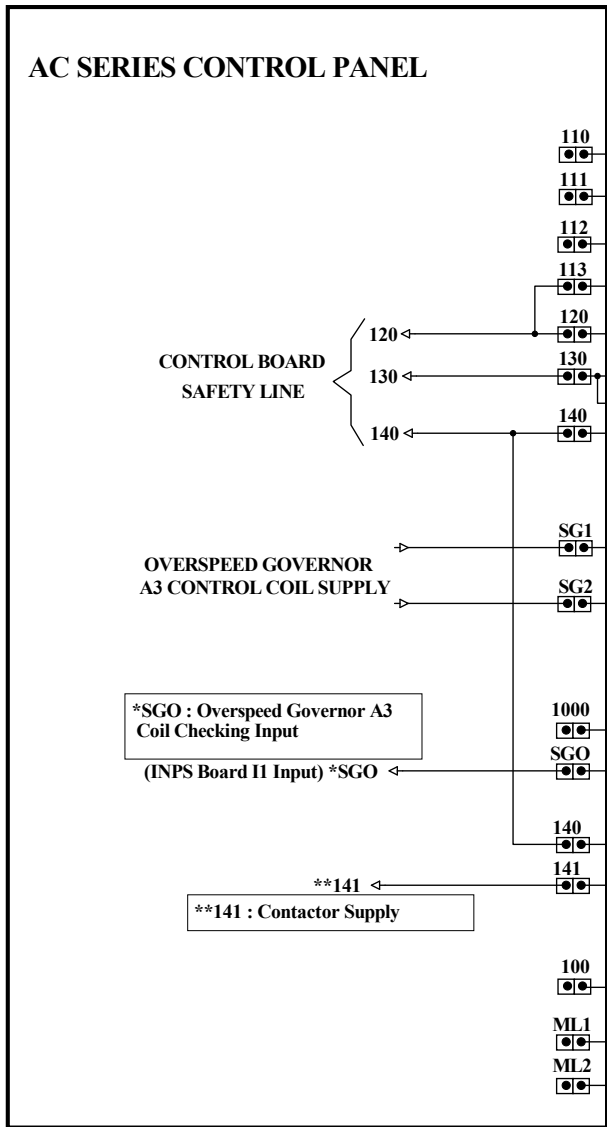 AC SERIES CONTROL PANEL
110
111
112
113
120
120
CONTROL BOARD
SAFETY LINE
130
130
140
140
SG1
OVERSPEED GOVERNOR
A3 CONTROL COIL SUPPLY
SG2
*SGO : Overspeed Governor A3
Coil Checking Input
1000
SGO
(INPS Board I1 Input) *SGO
140
141
**141
**141 : Contactor Supply
100
ML1
ML2